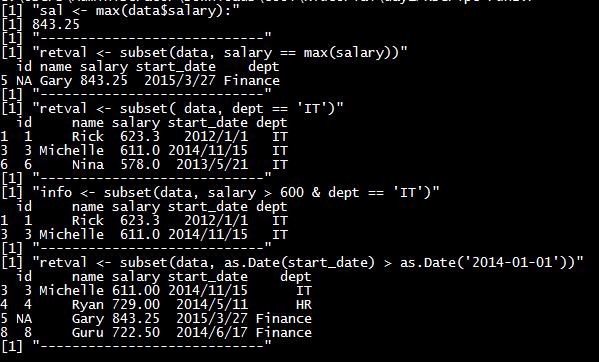 [1] "sal <- max(data$salary):"
[1] 843.25
[1] "----------------------------"
[1] "retval <- subset(data, salary == max(salary))"
  id name salary start_date    dept
5 NA Gary 843.25  2015/3/27 Finance
[1] "----------------------------"
[1] "retval <- subset( data, dept == 'IT')"
  id     name salary start_date dept
1  1     Rick  623.3   2012/1/1   IT
3  3 Michelle  611.0 2014/11/15   IT
6  6     Nina  578.0  2013/5/21   IT
[1] "----------------------------"
[1] "info <- subset(data, salary > 600 & dept == 'IT')"
  id     name salary start_date dept
1  1     Rick  623.3   2012/1/1   IT
3  3 Michelle  611.0 2014/11/15   IT
[1] "----------------------------"
[1] "retval <- subset(data, as.Date(start_date) > as.Date('2014-01-01'))"
  id     name salary start_date    dept
3  3 Michelle 611.00 2014/11/15      IT
4  4     Ryan 729.00  2014/5/11      HR
5 NA     Gary 843.25  2015/3/27 Finance
8  8     Guru 722.50  2014/6/17 Finance
[1] "----------------------------"